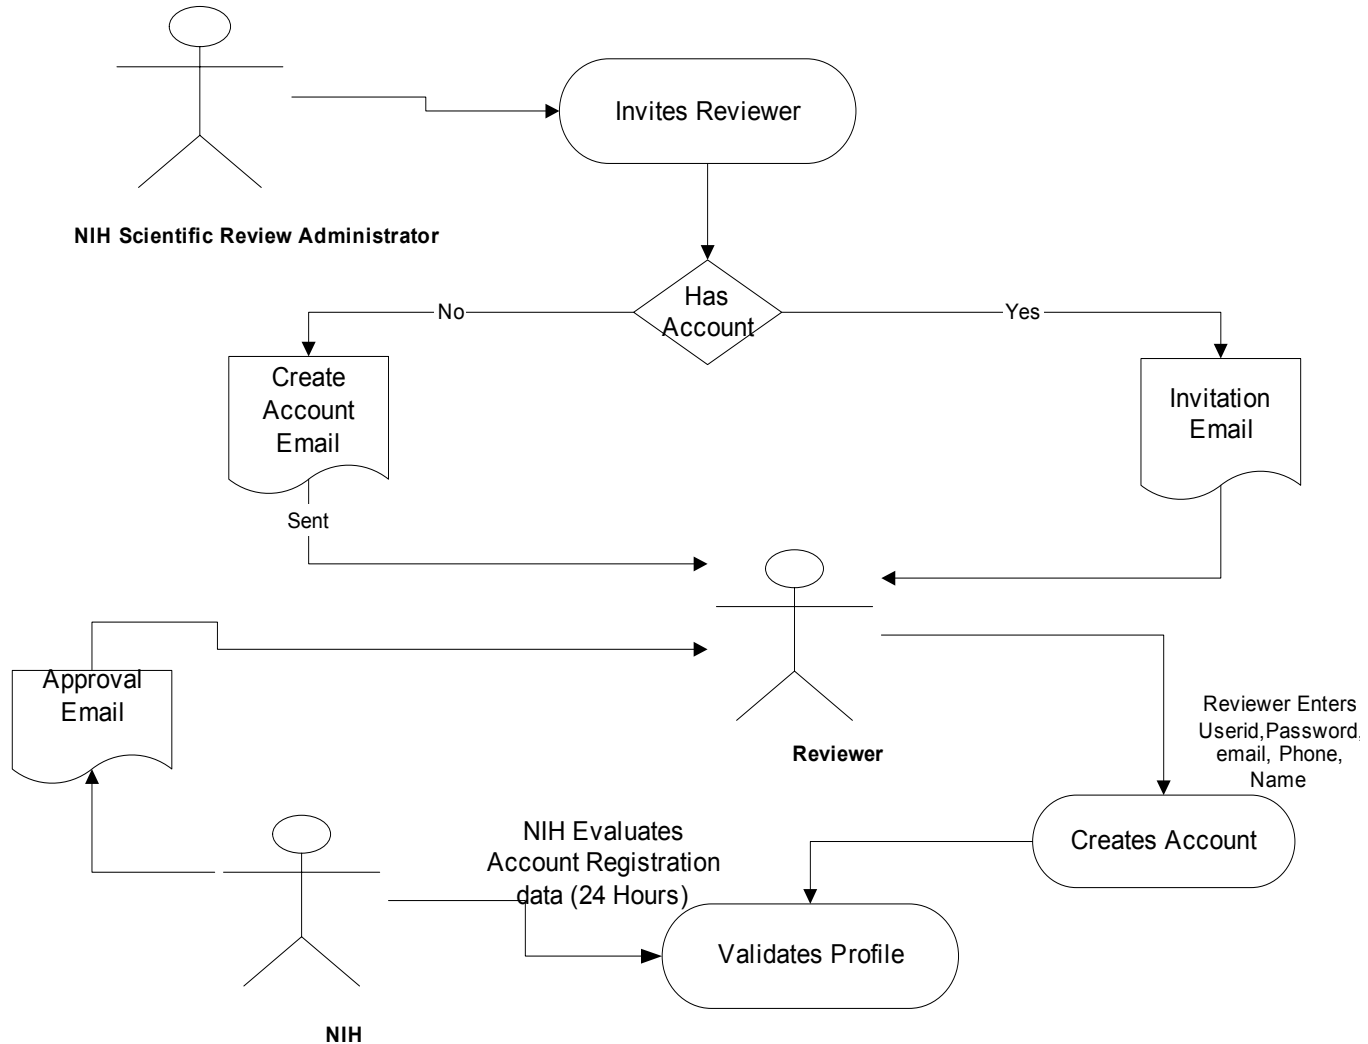 Invites Reviewer
NIH Scientific Review Administrator
Has
Account
No
Yes
Create
Account
Email
Invitation
Email
Sent
Approval
Email
Reviewer
Reviewer Enters
Userid,Password,
email, Phone,
Name
NIH Evaluates
Account Registration
data (24 Hours)
Creates Account
Validates Profile
NIH